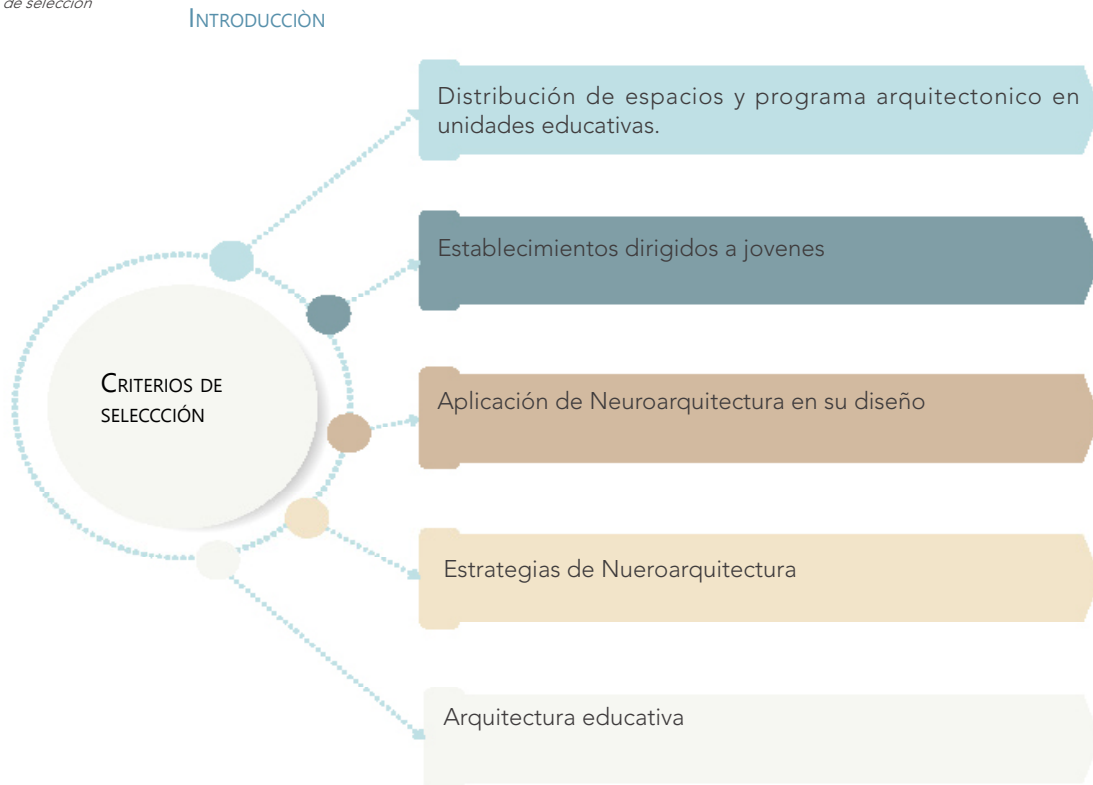 de selección
INTRODUCCIÒN
Distribución de espacios y programa arquitectonico en
unidades educativas.
Establecimientos dirigidos a jovenes
CRITERIOS DE
SELECCCIÓN
Aplicación de Neuroarquitectura en su diseño
Estrategias de Nueroarquitectura
Arquitectura educativa